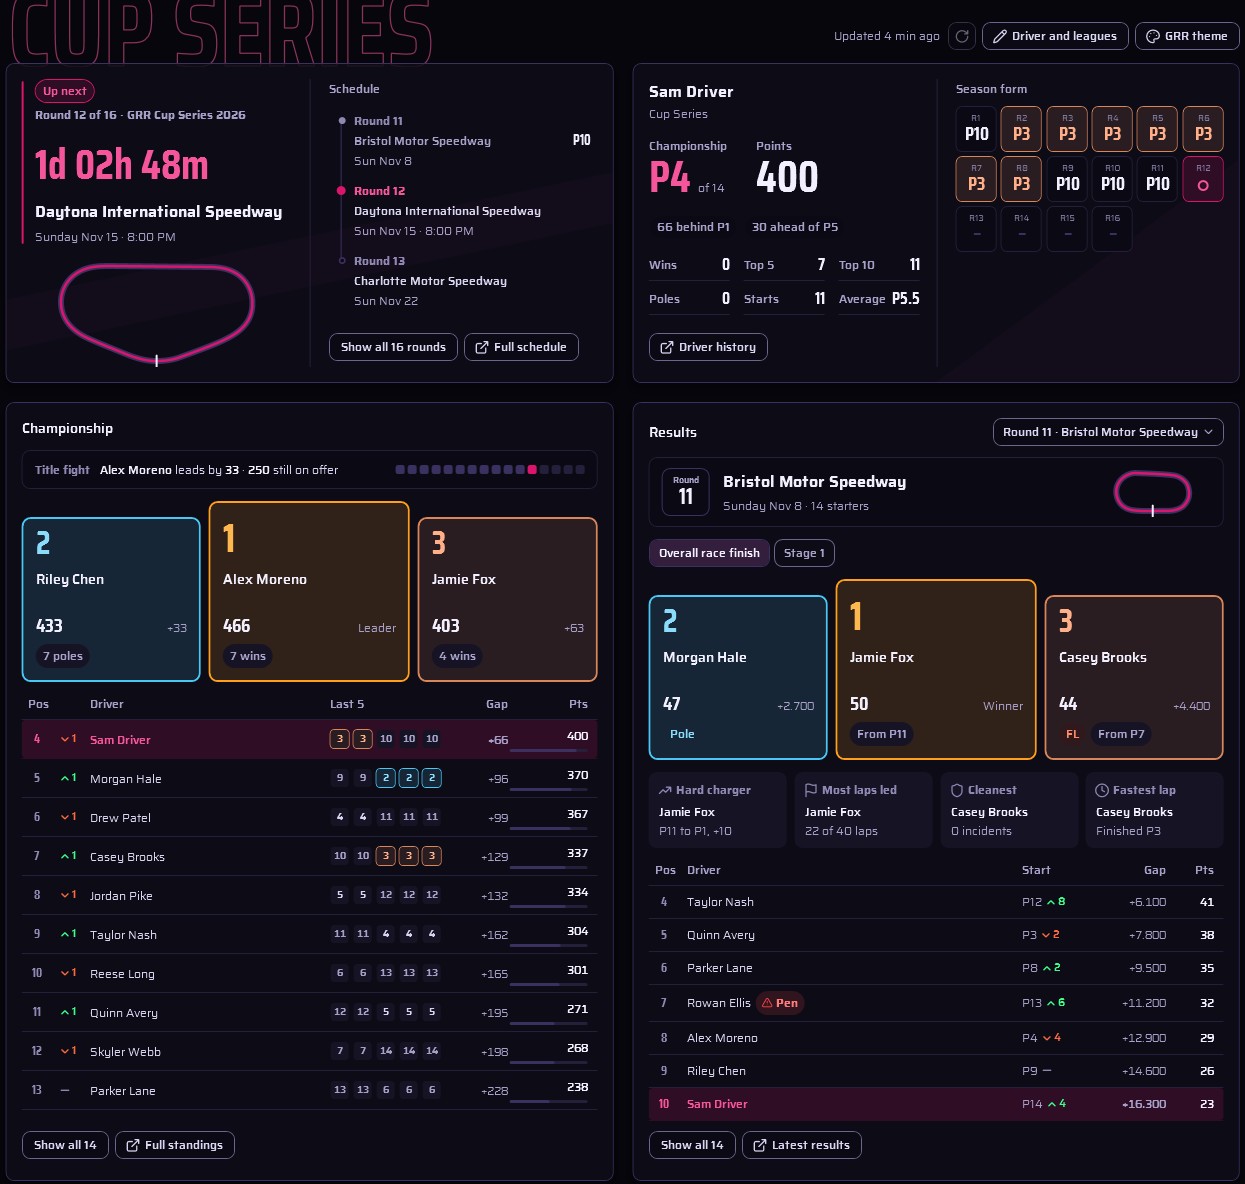 CUP SERIES
Updated 4 min ago
Driver and leagues
GRR theme
Up next
Round 12 of 16 · GRR Cup Series 2026
1d 02h 48m
Daytona International Speedway
Sunday Nov 15 · 8:00 PM
Schedule
Round 11
Bristol Motor Speedway P10
Sun Nov 8
Round 12
Daytona International Speedway
Sun Nov 15 · 8:00 PM
Round 13
Charlotte Motor Speedway
Sun Nov 22
Show all 16 rounds
Full schedule
Sam Driver
Cup Series
Championship Points
P4 of 14 400
66 behind P1 30 ahead of P5
Wins 0 Top 5 7 Top 10 11
Poles 0 Starts 11 Average P5.5
Driver history
Season form
R1 R2 R3 R4 R5 R6
P10 P3 P3 P3 P3 P3
R7 R8 R9 R10 R11 R12
P3 P3 P10 P10 P10
R13 R14 R15 R16
– – – –
Championship
Title fight Alex Moreno leads by 33 · 250 still on offer
2
Riley Chen
433 +33
7 poles
1
Alex Moreno
466 Leader
7 wins
3
Jamie Fox
403 +63
4 wins
Pos Driver Last 5 Gap Pts
4 1 Sam Driver 3 3 10 10 10 +66 400
5 1 Morgan Hale 9 9 2 2 2 +96 370
6 1 Drew Patel 4 4 11 11 11 +99 367
7 1 Casey Brooks 10 10 3 3 3 +129 337
8 1 Jordan Pike 5 5 12 12 12 +132 334
9 1 Taylor Nash 11 11 4 4 4 +162 304
10 1 Reese Long 6 6 13 13 13 +165 301
11 1 Quinn Avery 12 12 5 5 5 +195 271
12 1 Skyler Webb 7 7 14 14 14 +198 268
13 – Parker Lane 13 13 6 6 6 +228 238
Show all 14
Full standings
Results
Round 11 · Bristol Motor Speedway
Round
11
Bristol Motor Speedway
Sunday Nov 8 · 14 starters
Overall race finish
Stage 1
2
Morgan Hale
47 +2.700
Pole
1
Jamie Fox
50 Winner
From P11
3
Casey Brooks
44 +4.400
FL From P7
Hard charger
Jamie Fox
P11 to P1, +10
Most laps led
Jamie Fox
22 of 40 laps
Cleanest
Casey Brooks
0 incidents
Fastest lap
Casey Brooks
Finished P3
Pos Driver Start Gap Pts
4 Taylor Nash P12 8 +6.100 41
5 Quinn Avery P3 2 +7.800 38
6 Parker Lane P8 2 +9.500 35
7 Rowan Ellis Pen P13 6 +11.200 32
8 Alex Moreno P4 4 +12.900 29
9 Riley Chen P9 – +14.600 26
10 Sam Driver P14 4 +16.300 23
Show all 14
Latest results